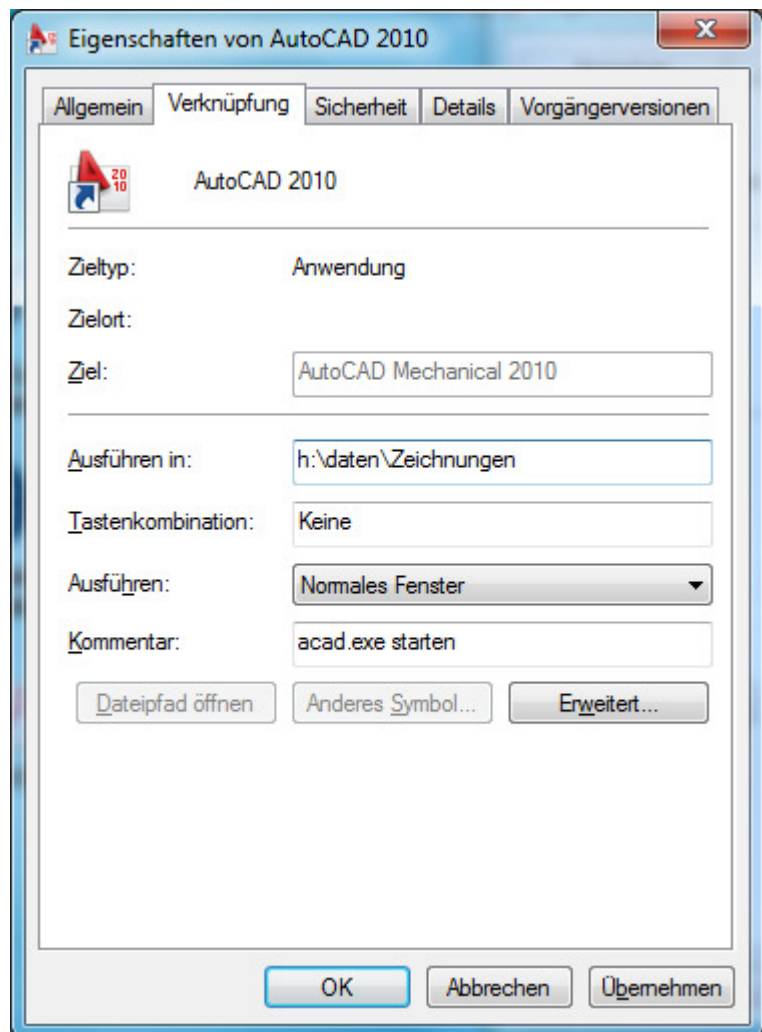 Eigenschaften von AutoCAD 2010
Allgemein Verknüpfung Sicherheit Details Vorgängerversionen
20
10
AutoCAD 2010
Zieltyp: Anwendung
Zielort:
Ziel: AutoCAD Mechanical 2010
Ausführen in: h:\daten\Zeichnungen
Tastenkombination: Keine
Ausführen: Normales Fenster
Kommentar: acad.exe starten
Dateipfad öffnen Anderes Symbol... Erweitert...
OK Abbrechen Übernehmen